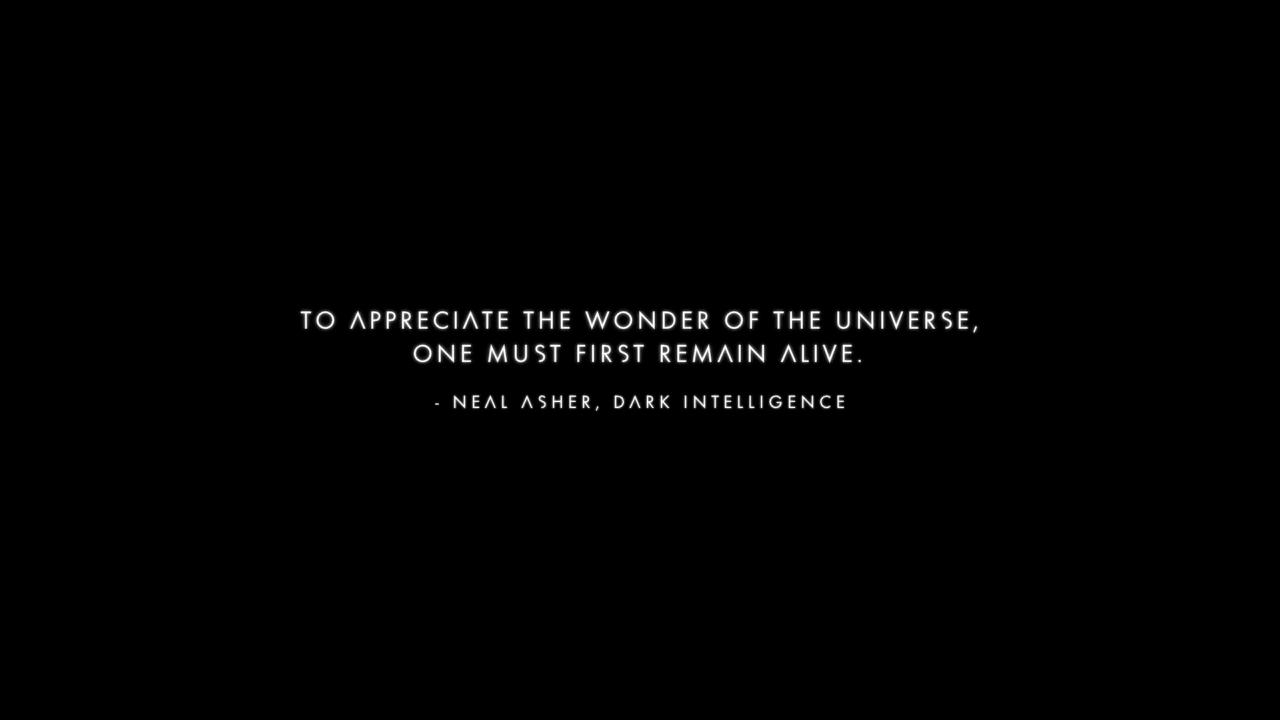 TO APPRECIATE THE WONDER OF THE UNIVERSE,
ONE MUST FIRST REMAIN ALIVE.
- NEAL ASHER, DARK INTELLIGENCE